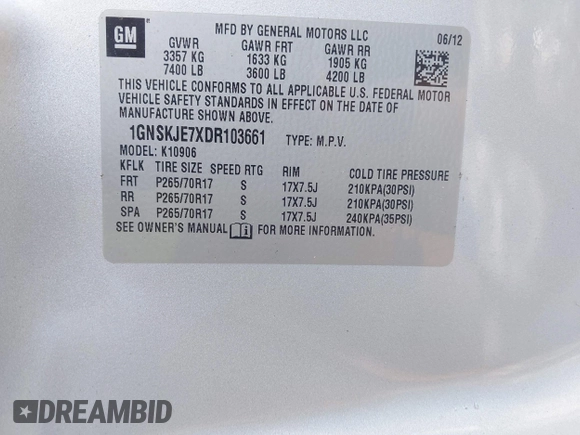 GM
MFD BY GENERAL MOTORS LLC
06/12
GVWR GAWR FRT GAWR RR
3357 KG 1633 KG 1905 KG
7400 LB 3600 LB 4200 LB
THIS VEHICLE CONFORMS TO ALL APPLICABLE U.S. FEDERAL MOTOR
VEHICLE SAFETY STANDARDS IN EFFECT ON THE DATE OF
MANUFACTURE SHOWN ABOVE.
1GNSKJE7XDR103661 TYPE: M.P.V.
MODEL: K10906
KFLK TIRE SIZE SPEED RTG RIM COLD TIRE PRESSURE
FRT P265/70R17 S 17X7.5J 210KPA(30PSI)
RR P265/70R17 S 17X7.5J 210KPA(30PSI)
SPA P265/70R17 S 17X7.5J 240KPA(35PSI)
SEE OWNER'S MANUAL FOR MORE INFORMATION.
DREAMBID